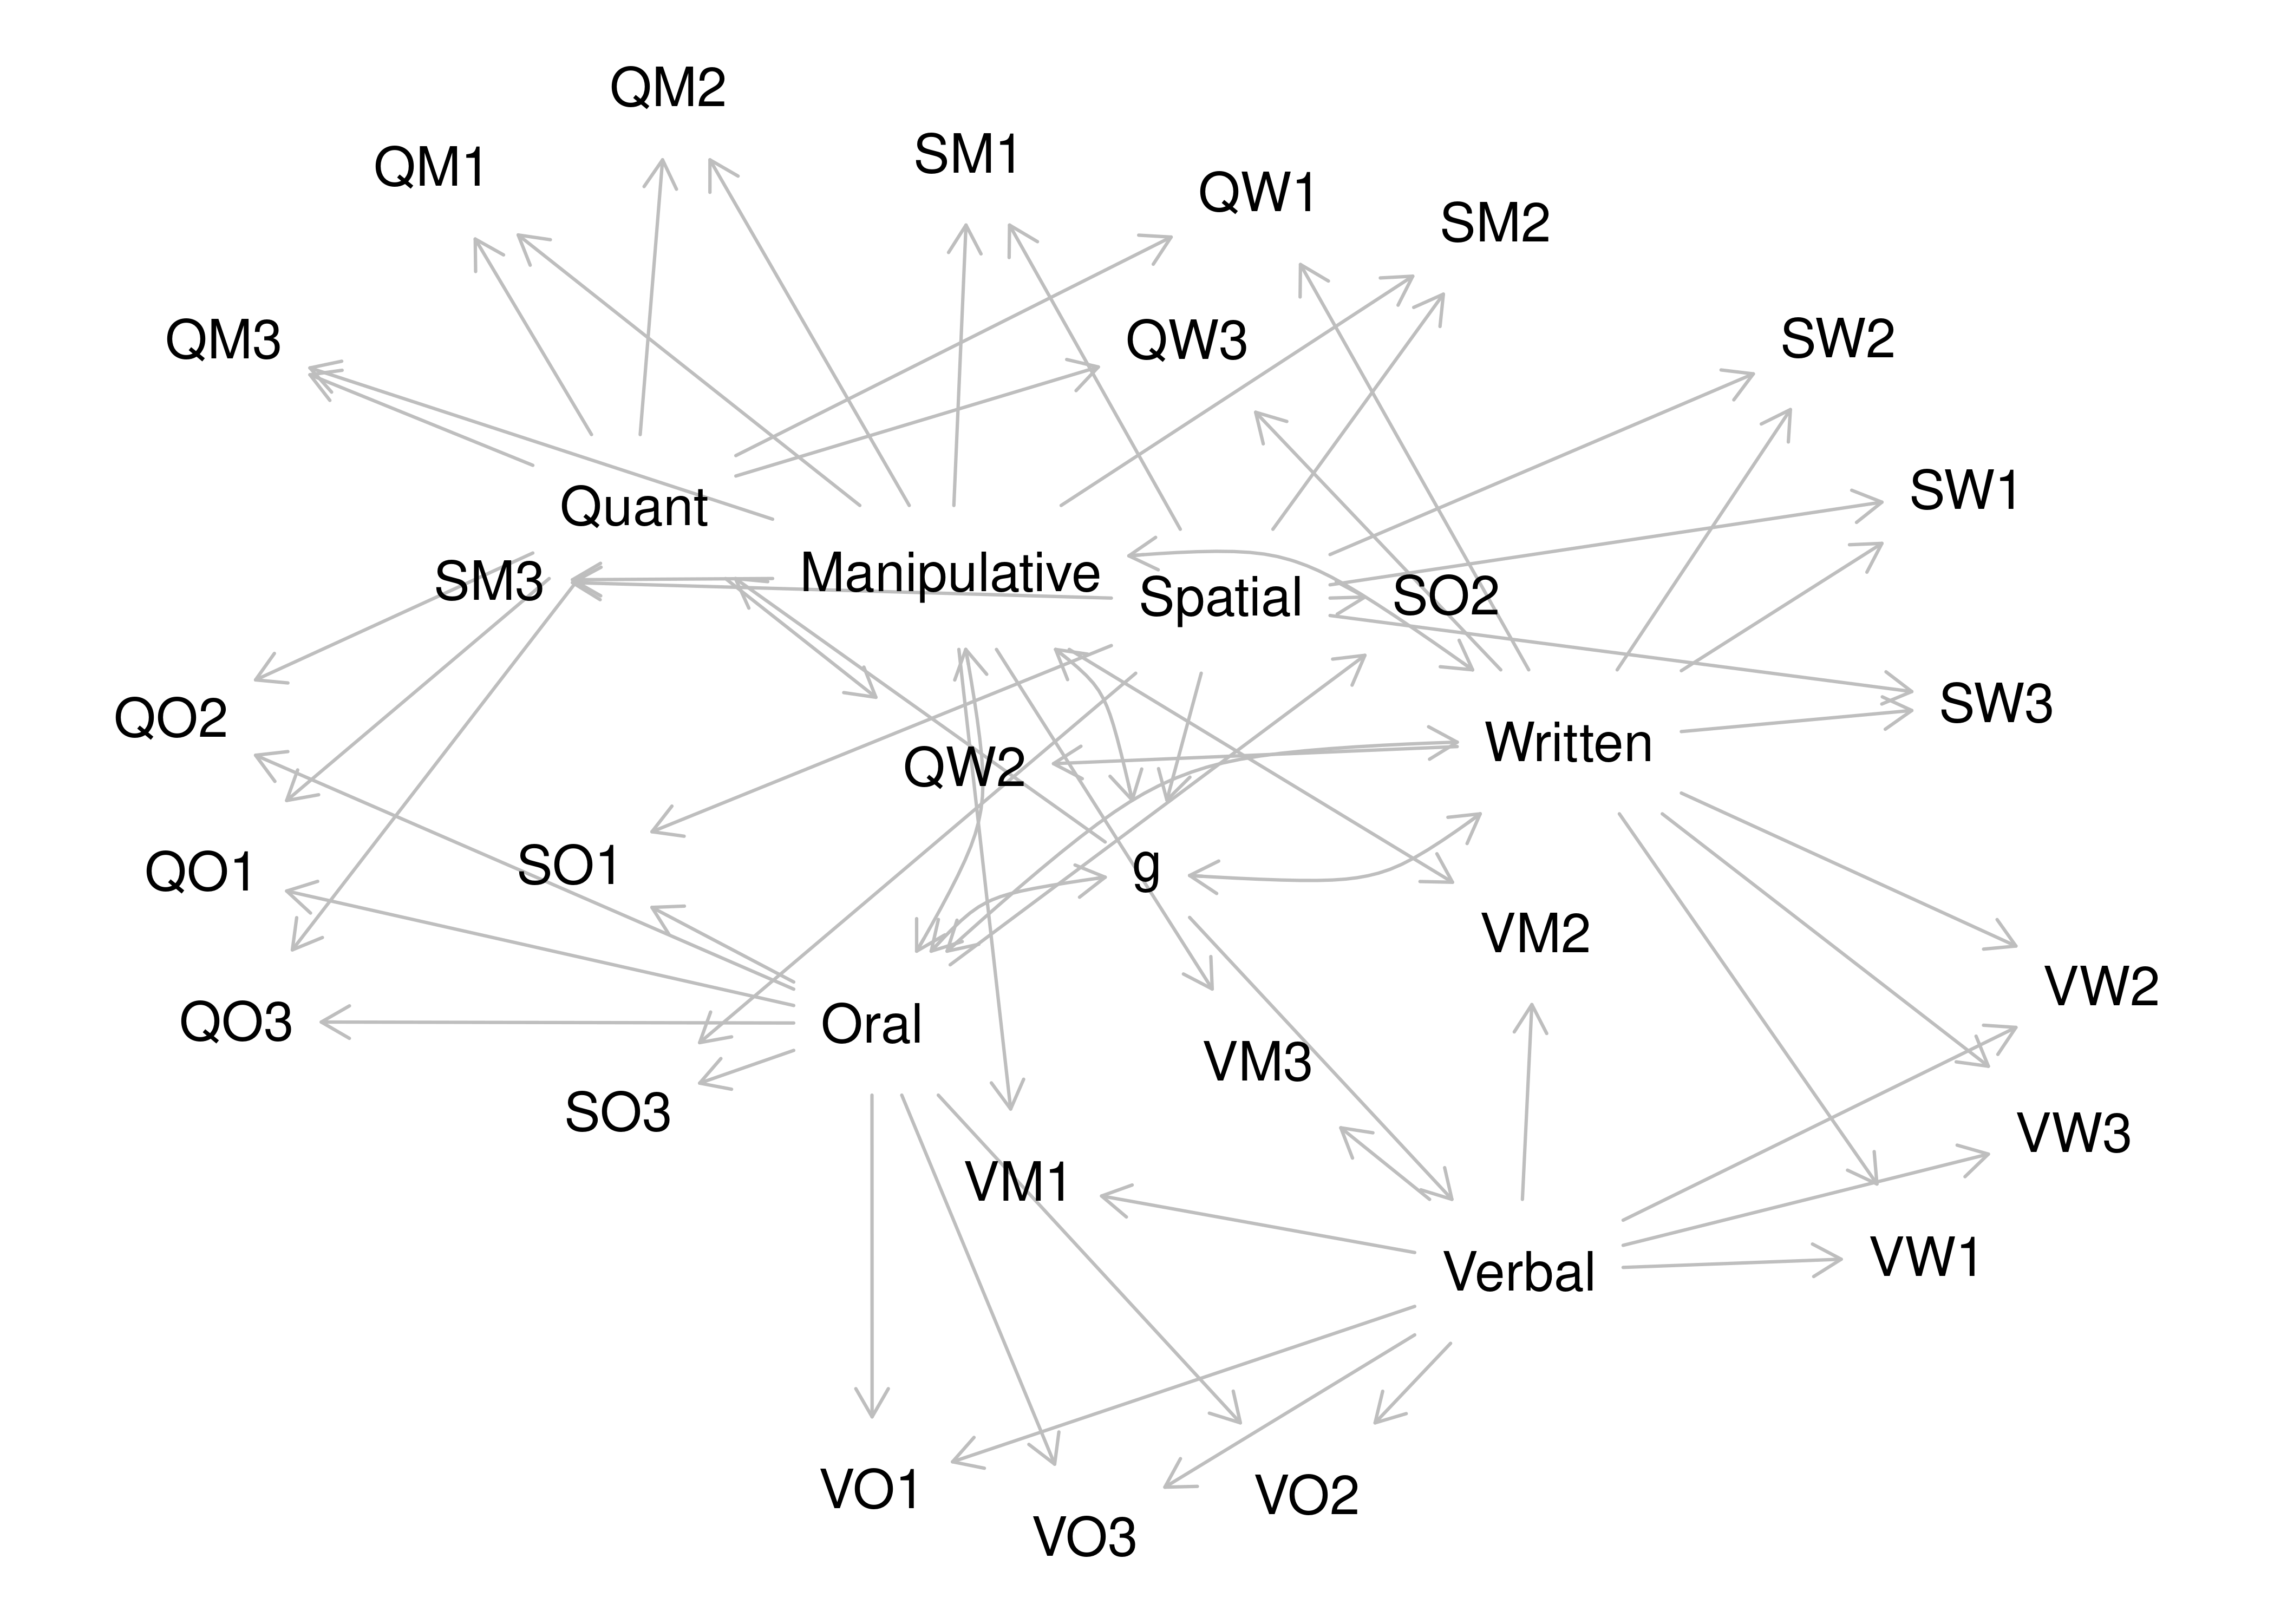 QM2
SM1
QM1
QW1
SM2
QM3
QW3
SW2
SW1
Quant
SM3
Manipulative
Spatial
SO2
SW3
QO2
Written
QW2
QO1
SO1
g
VM2
VW2
QO3
Oral
VM3
SO3
VW3
VM1
VW1
Verbal
VO1
VO2
VO3